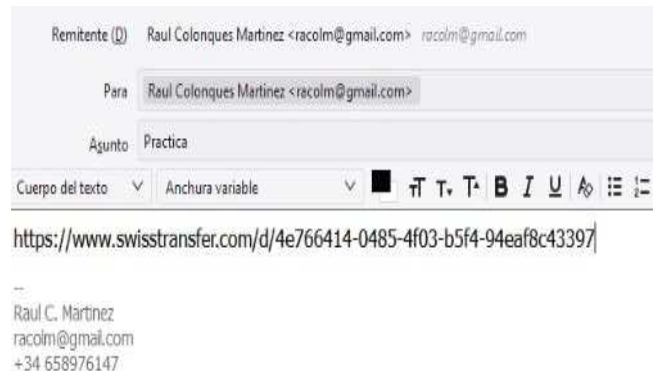 Remitente (D) Raul Colonques Martinez <racolm@gmail.com> racolm@gmail.com
Para Raul Colonques Martinez <racolm@gmail.com>
Asunto Practica
Cuerpo del texto Anchura variable
https://www.swisstransfer.com/d/4e766414-0485-4f03-b5f4-94eaf8c43397
--
Raul C. Martinez
racolm@gmail.com
+34 658976147